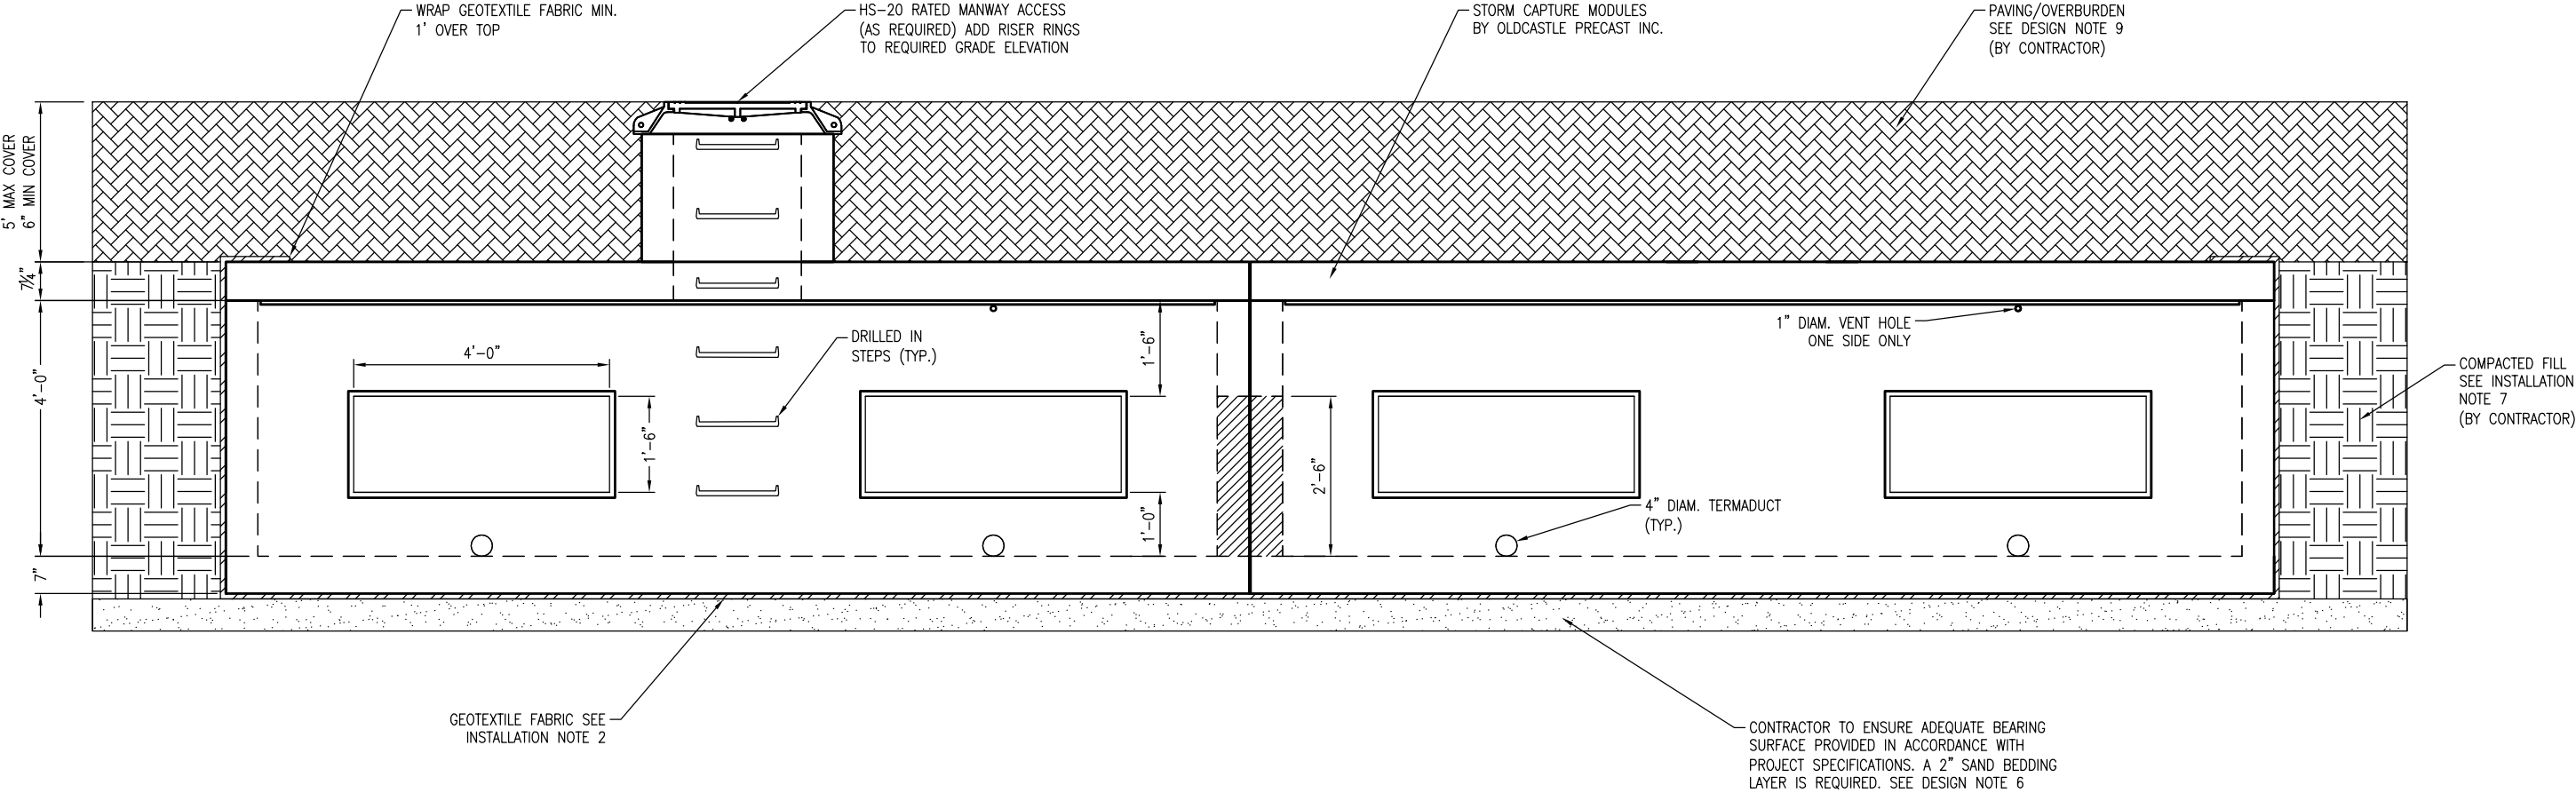 WRAP GEOTEXTILE FABRIC MIN.
1' OVER TOP
HS-20 RATED MANWAY ACCESS
(AS REQUIRED) ADD RISER RINGS
TO REQUIRED GRADE ELEVATION
STORM CAPTURE MODULES
BY OLDCASTLE PRECAST INC.
PAVING/OVERBURDEN
SEE DESIGN NOTE 9
(BY CONTRACTOR)
5' MAX COVER
6" MIN COVER
7¼"
4'-0"
7"
4'-0"
1'-6"
DRILLED IN
STEPS (TYP.)
1'-6"
1'-0"
2'-6"
1" DIAM. VENT HOLE
ONE SIDE ONLY
4" DIAM. TERMADUCT
(TYP.)
COMPACTED FILL
SEE INSTALLATION
NOTE 7
(BY CONTRACTOR)
GEOTEXTILE FABRIC SEE
INSTALLATION NOTE 2
CONTRACTOR TO ENSURE ADEQUATE BEARING
SURFACE PROVIDED IN ACCORDANCE WITH
PROJECT SPECIFICATIONS. A 2" SAND BEDDING
LAYER IS REQUIRED. SEE DESIGN NOTE 6